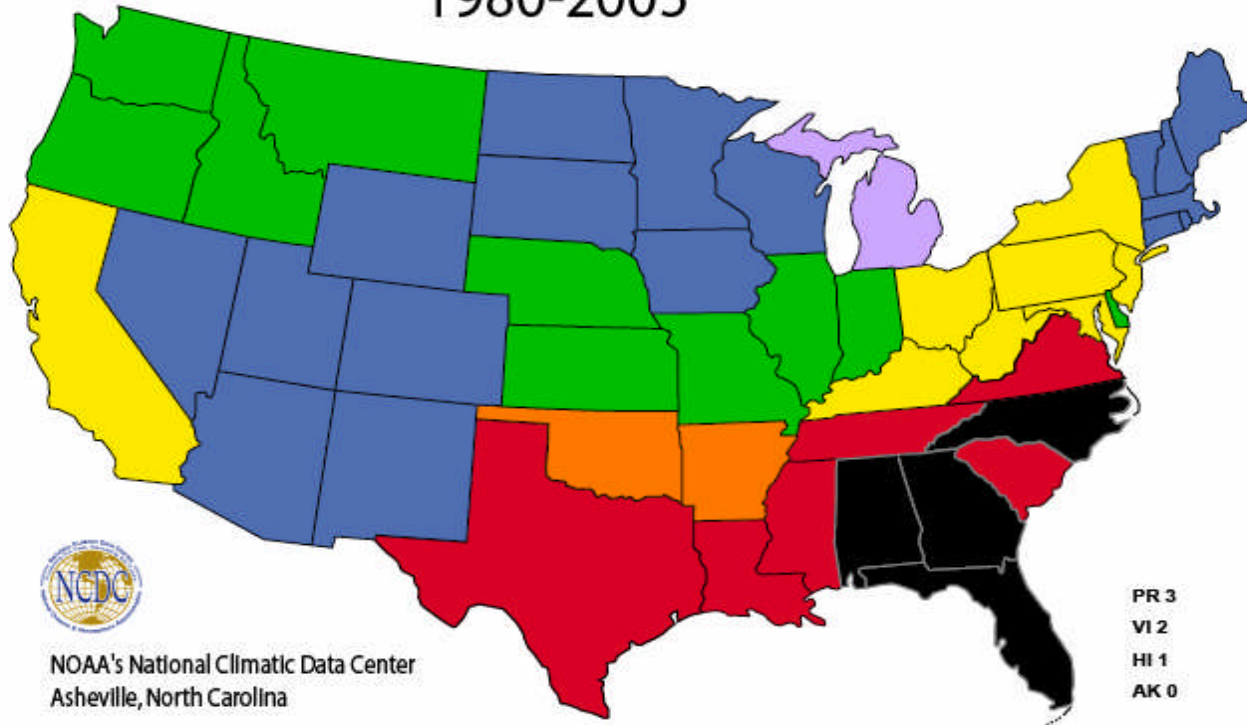 1980-2005
NCDC
NOAA's National Climatic Data Center
Asheville, North Carolina
PR 3
VI 2
HI 1
AK 0